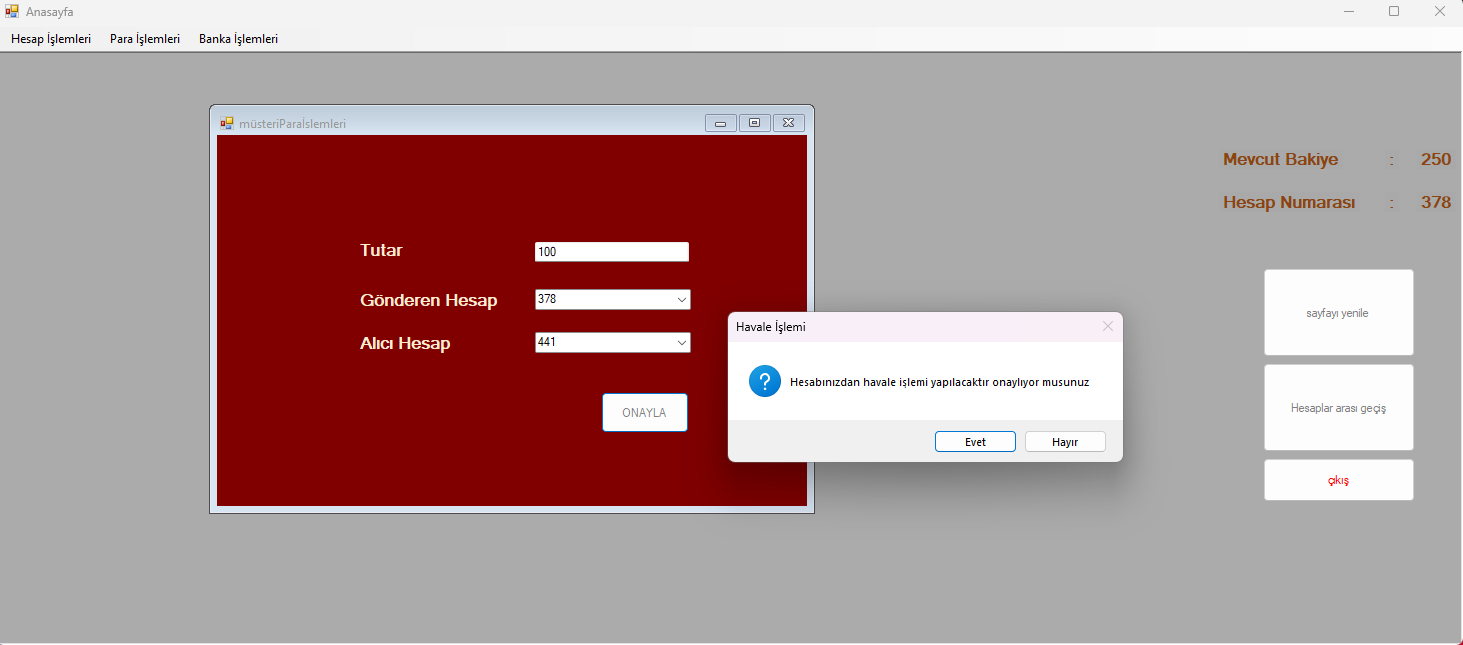 Anasayfa
Hesap İşlemleri Para İşlemleri Banka İşlemleri
müsteriParaİslemleri
Tutar 100
Gönderen Hesap 378
Alıcı Hesap 441
ONAYLA
Havale İşlemi
Hesabınızdan havale işlemi yapılacaktır onaylıyor musunuz
Evet Hayır
Mevcut Bakiye : 250
Hesap Numarası : 378
sayfayı yenile
Hesaplar arası geçiş
çıkış